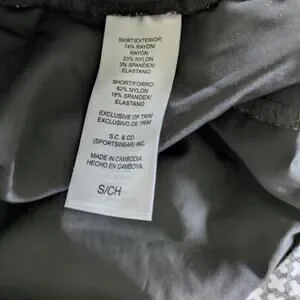 SKIRT/EXTERIOR:
74% RAYON/
RAYÓN
23% NYLON
3% SPANDEX/
ELASTANO
SHORT/FORRO:
82% NYLON
18% SPANDEX/
ELASTANO
EXCLUSIVE OF TRIM
EXCLUSIVO DE TRIM
S.C. & CO.
(SPORTSWEAR) INC.
MADE IN CAMBODIA
HECHO EN CAMBOYA
S/CH